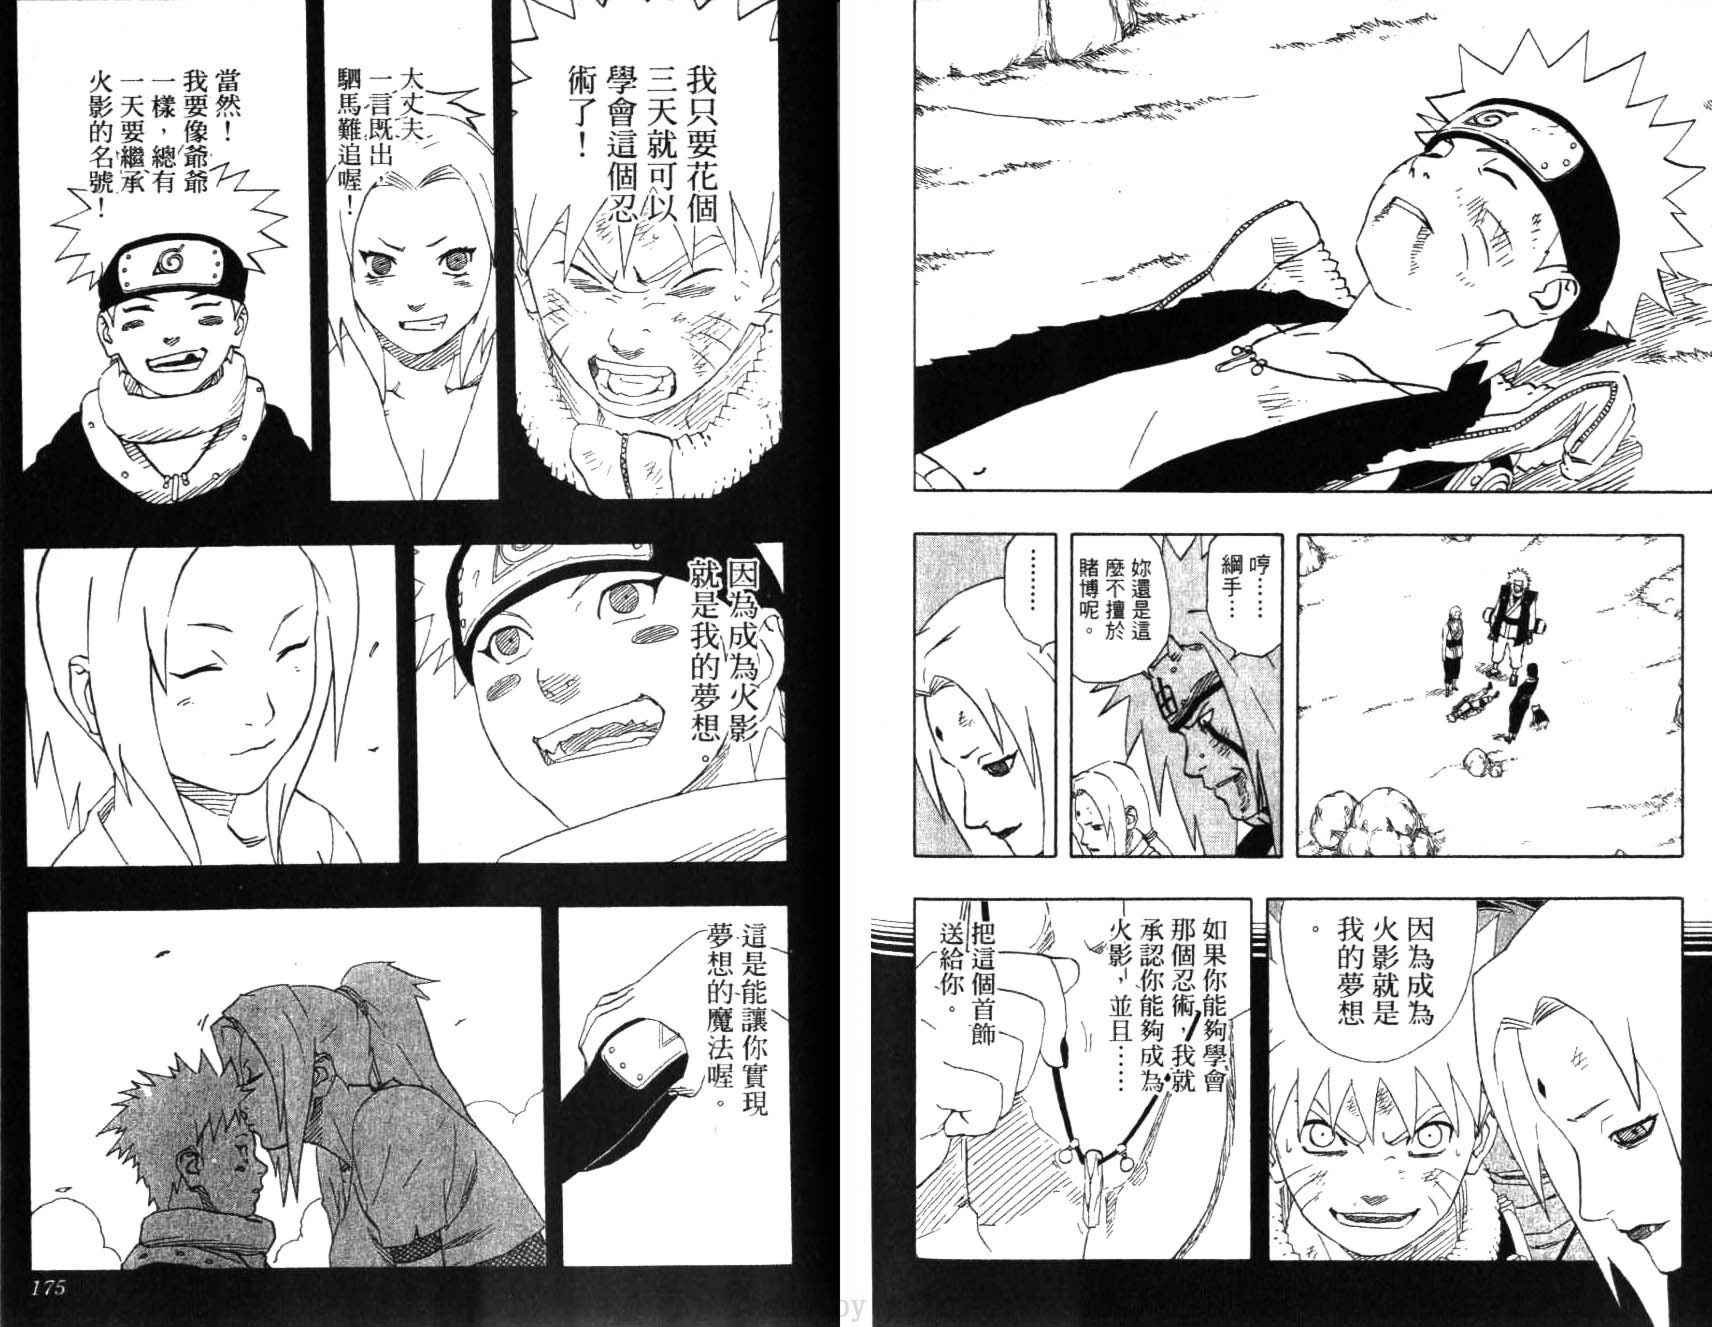 哼……
綱手…
妳還是這
麼不擅於
賭博呢。
………
因為成為
火影就是
我的夢想
。
如果你能夠學會
那個忍術，我就
承認你能夠成為
火影，並且……
把這個首飾
送給你。
我只要花個
三天就可以
學會這個忍
術了！
大丈夫
一言既出，
駟馬難追喔！
當然！
我要像爺爺
一樣，總有
一天要繼承
火影的名號！
因為成為火影
就是我的夢想。
這是能讓你實現
夢想的魔法喔。
175
by